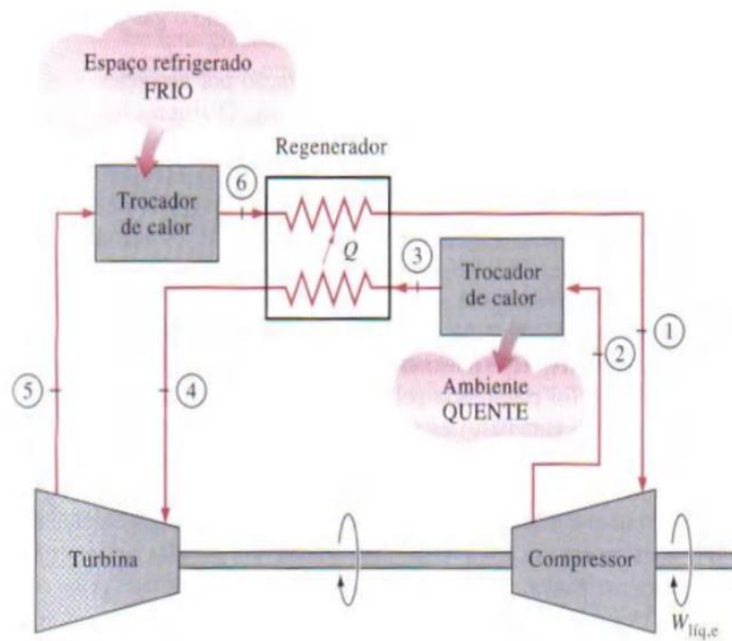 Espaço refrigerado
FRIO
Regenerador
Trocador
de calor
6
Q
3
Trocador
de calor
1
2
5
4
Ambiente
QUENTE
Turbina
Compressor
Wlíq,e